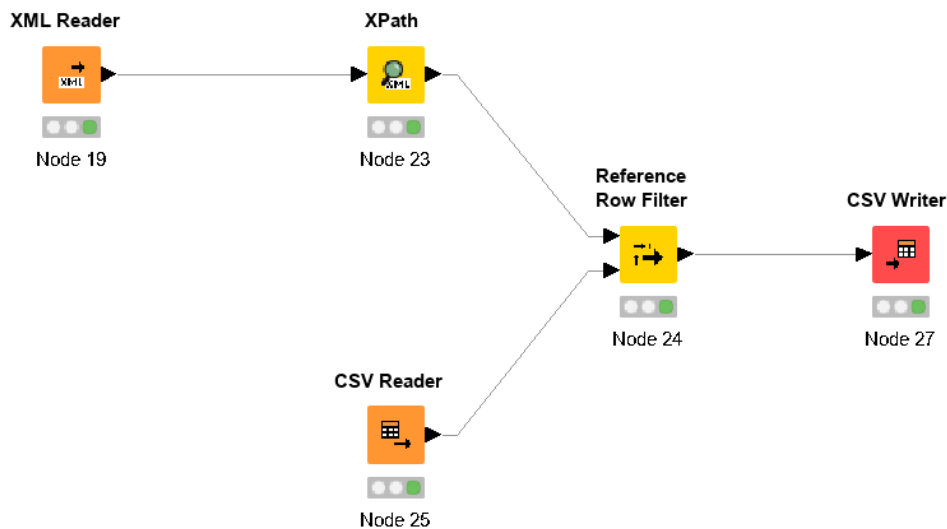 XML Reader
XML
Node 19
XPath
XML
Node 23
Reference
Row Filter
Node 24
CSV Writer
Node 27
CSV Reader
Node 25